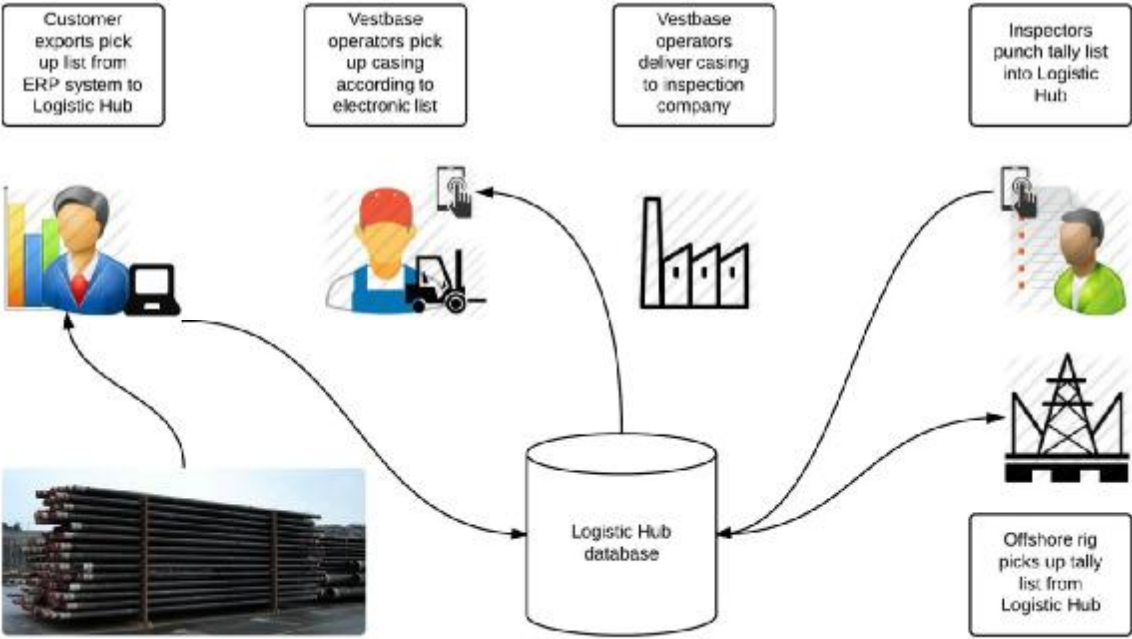 Customer
exports pick
up list from
ERP system to
Logistic Hub
Vestbase
operators pick
up casing
according to
electronic list
Vestbase
operators
deliver casing
to inspection
company
Inspectors
punch tally list
into Logistic
Hub
Logistic Hub
database
Offshore rig
picks up tally
list from
Logistic Hub